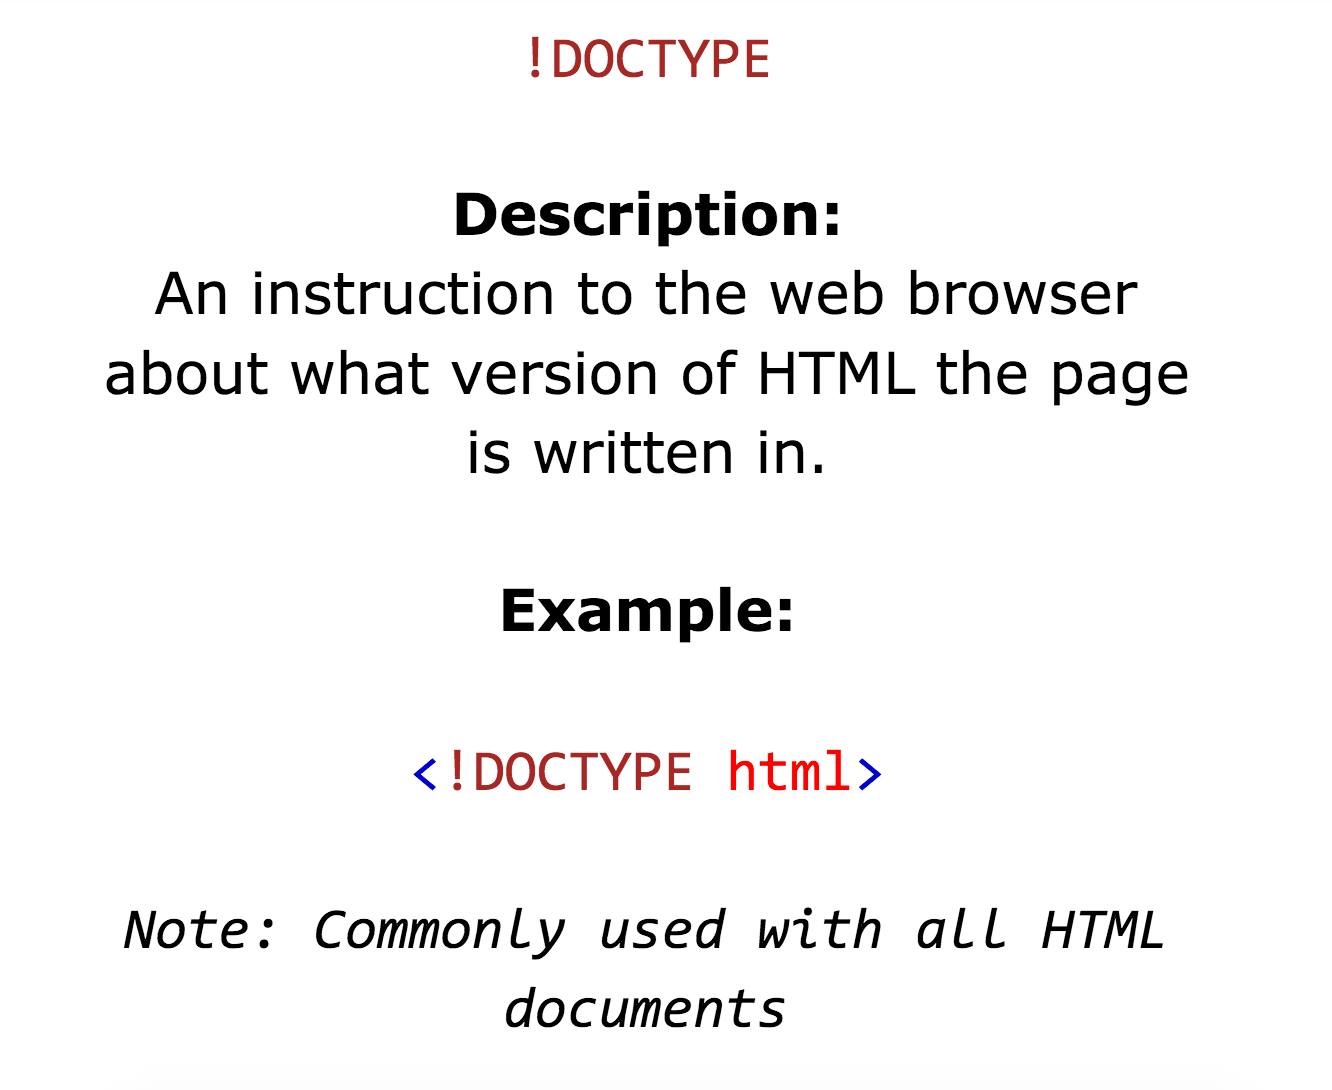 !DOCTYPE
Description:
An instruction to the web browser
about what version of HTML the page
is written in.
Example:
<!DOCTYPE html>
Note: Commonly used with all HTML
documents